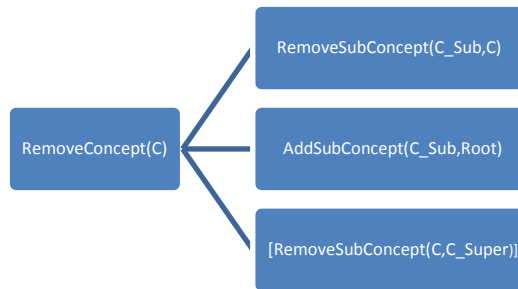 RemoveSubConcept(C_Sub,C)
RemoveConcept(C)
AddSubConcept(C_Sub,Root)
[RemoveSubConcept(C,C_Super)]